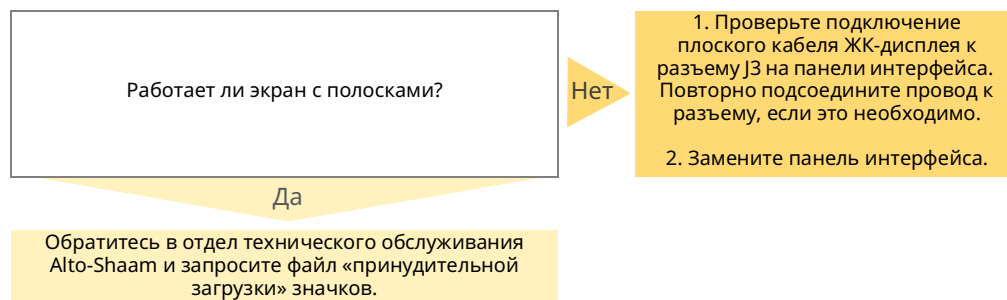 Работает ли экран с полосками?
Нет
1. Проверьте подключение
плоского кабеля ЖК-дисплея к
разъему J3 на панели интерфейса.
Повторно подсоедините провод к
разъему, если это необходимо.
2. Замените панель интерфейса.
Да
Обратитесь в отдел технического обслуживания
Alto-Shaam и запросите файл «принудительной
загрузки» значков.